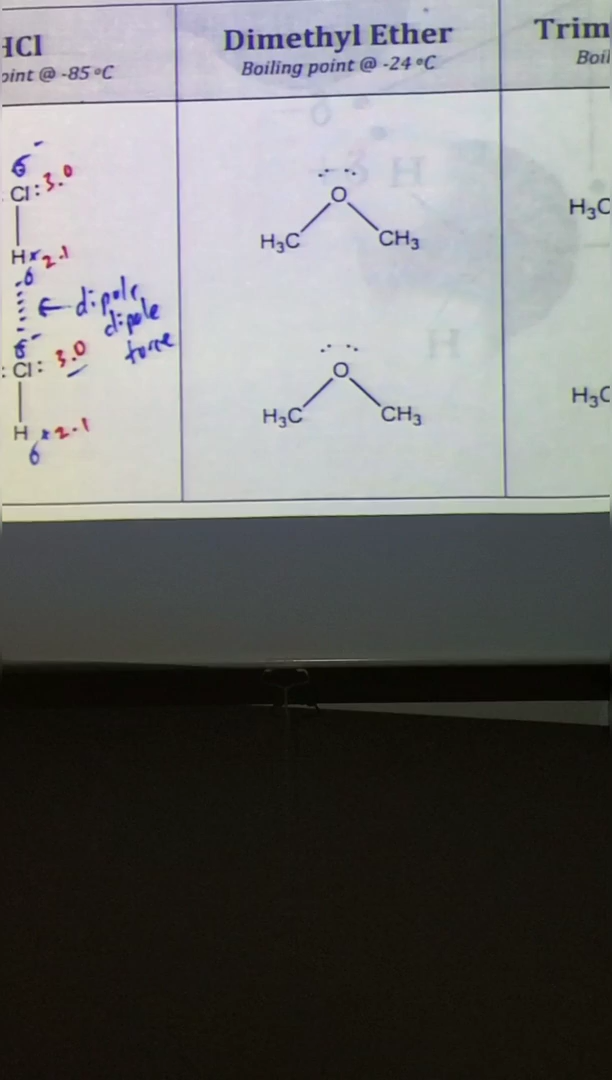 HCl
point @ -85 °C
δ-
Cl: 3.0
H x 2.1
δ
← dipole
dipole
force
δ-
:Cl: 3.0
H x 2.1
δ
Dimethyl Ether
Boiling point @ -24 °C
O
H₃C CH₃
O
H₃C CH₃
Trim
Boil
H₃C
H₃C
-δ
+δ H
H